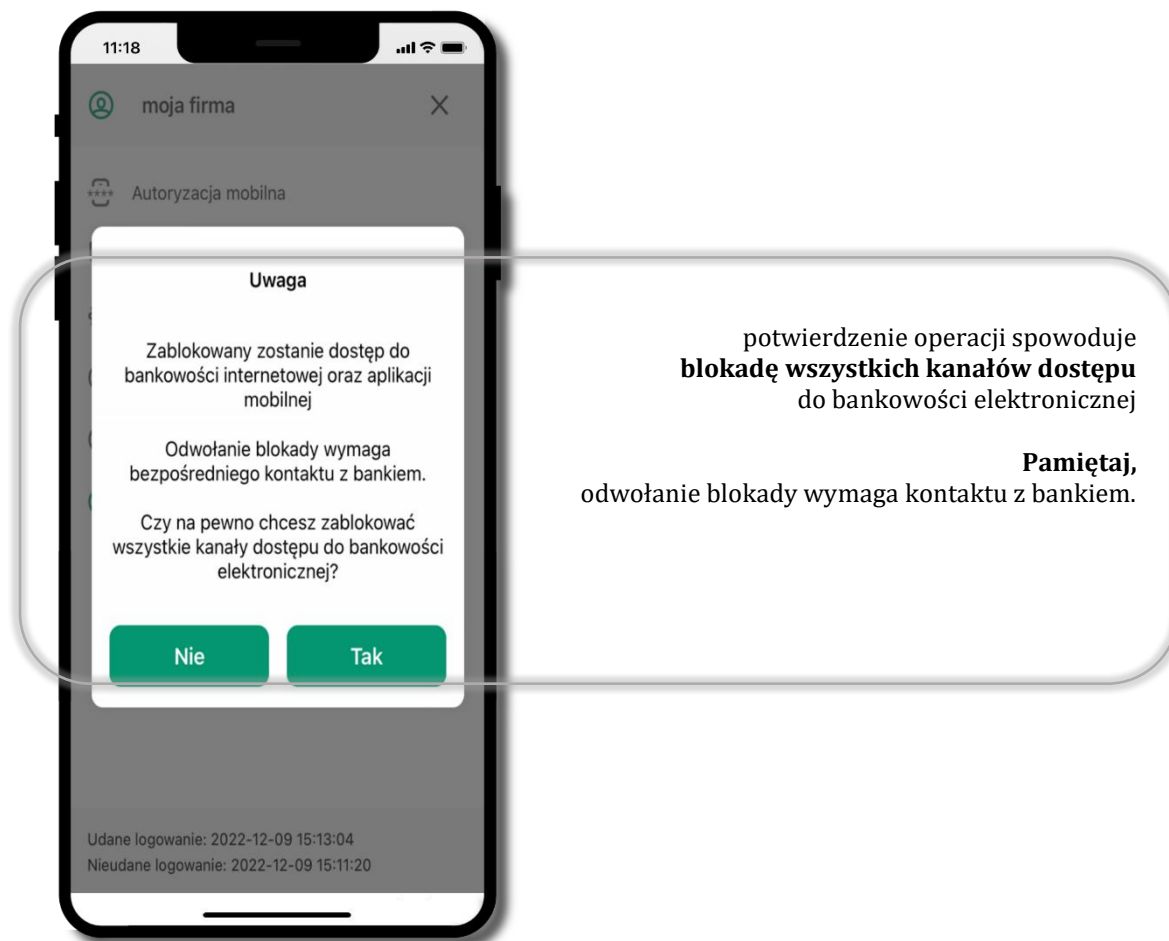 11:18
moja firma
Autoryzacja mobilna
Uwaga
Zablokowany zostanie dostęp do
bankowości internetowej oraz aplikacji
mobilnej
Odwołanie blokady wymaga
bezpośredniego kontaktu z bankiem.
Czy na pewno chcesz zablokować
wszystkie kanały dostępu do bankowości
elektronicznej?
Nie
Tak
Udane logowanie: 2022-12-09 15:13:04
Nieudane logowanie: 2022-12-09 15:11:20
potwierdzenie operacji spowoduje
blokadę wszystkich kanałów dostępu
do bankowości elektronicznej
Pamiętaj,
odwołanie blokady wymaga kontaktu z bankiem.